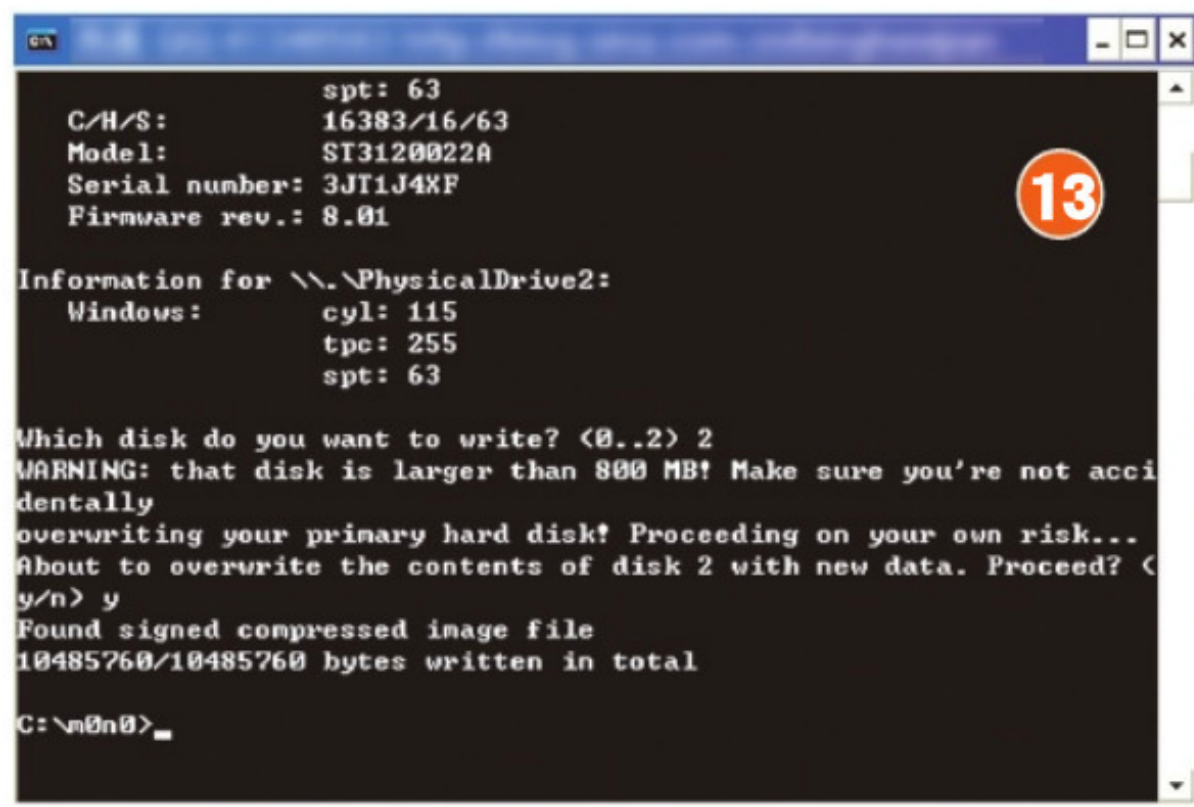 spt: 63
C/H/S: 16383/16/63
Model: ST3120022A
Serial number: 3JT1J4XF
Firmware rev.: 8.01
13
Information for \\.\PhysicalDrive2:
Windows: cyl: 115
tpc: 255
spt: 63
Which disk do you want to write? (0..2) 2
WARNING: that disk is larger than 800 MB! Make sure you're not acci
dentally
overwriting your primary hard disk! Proceeding on your own risk...
About to overwrite the contents of disk 2 with new data. Proceed? (
y/n) y
Found signed compressed image file
10485760/10485760 bytes written in total
C:\m0n0>